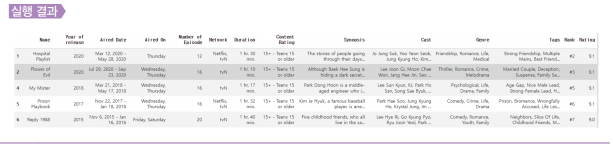 실행 결과
Name Year of release Aired Date Aired On Number of Episode Network Duration Content Rating Synopsis Cast Genre Tags Rank Rating
1 Hospital Playlist 2020 Mar 12, 2020 - May 28, 2020 Thursday 12 Netflix, tvN 1 hr. 30 min. 15+ - Teens 15 or older The stories of people going through their days... Jo Jung Suk, Yoo Yeon Seok, Jung Kyung Ho, Kim... Friendship, Romance, Life, Medical Strong Friendship, Multiple Mains, Best Friend... #2 9.1
2 Flower of Evil 2020 Jul 29, 2020 - Sep 23, 2020 Wednesday, Thursday 16 tvN 1 hr. 10 min. 15+ - Teens 15 or older Although Baek Hee Sung is hiding a dark secret... Lee Joon Gi, Moon Chae Won, Jang Hee Jin, Seo... Thriller, Romance, Crime, Melodrama Married Couple, Deception, Suspense, Family Se... #3 9.1
4 My Mister 2018 Mar 21, 2018 - May 17, 2018 Wednesday, Thursday 16 tvN 1 hr. 17 min. 15+ - Teens 15 or older Park Dong Hoon is a middle-aged engineer who i... Lee Sun Kyun, IU, Park Ho San, Song Sae Byuk... Psychological, Life, Drama, Family Age Gap, Nice Male Lead, Strong Female Lead, H... #5 9.1
5 Prison Playbook 2017 Nov 22, 2017 - Jan 18, 2018 Wednesday, Thursday 16 Netflix, tvN 1 hr. 32 min. 15+ - Teens 15 or older Kim Je Hyuk, a famous baseball player is arre... Park Hae Soo, Jung Kyung Ho, Krystal Jung, Im ... Comedy, Crime, Life, Drama Prison, Bromance, Wrongfully Accused, Life Les... #6 9.1
6 Reply 1988 2015 Nov 6, 2015 - Jan 16, 2016 Friday, Saturday 20 tvN 1 hr. 40 min. 15+ - Teens 15 or older Five childhood friends, who all live in the sa... Lee Hye Ri, Go Kyung Pyo, Ryu Joon Yeol, Park ... Comedy, Romance, Youth, Family Neighbors, Slice Of Life, Childhood Friends, M... #7 9.0